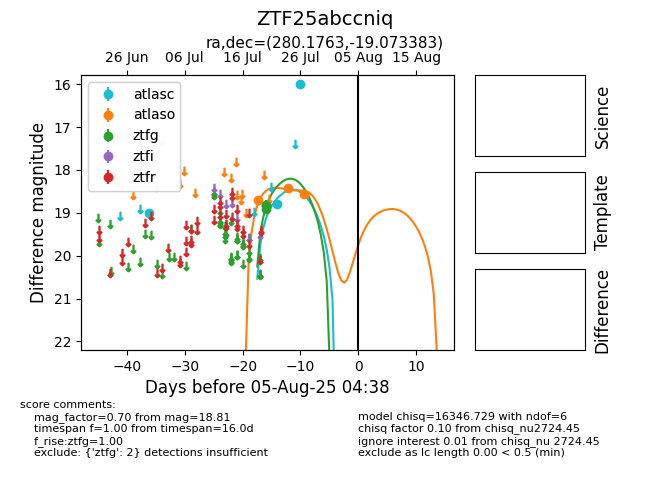 ZTF25abccniq
ra,dec=(280.1763,-19.073383)
26 Jun 06 Jul 16 Jul 26 Jul 05 Aug 15 Aug
atlasc
atlaso
ztfg
ztfi
ztfr
16
17
18
19
20
21
22
Difference magnitude
−40 −30 −20 −10 0 10
Days before 05-Aug-25 04:38
Science
Template
Difference
score comments:
mag_factor=0.70 from mag=18.81
timespan f=1.00 from timespan=16.0d
f_rise:ztfg=1.00
exclude: {'ztfg': 2} detections insufficient
model chisq=16346.729 with ndof=6
chisq factor 0.10 from chisq_nu2724.45
ignore interest 0.01 from chisq_nu 2724.45
exclude as lc length 0.00 < 0.5 (min)